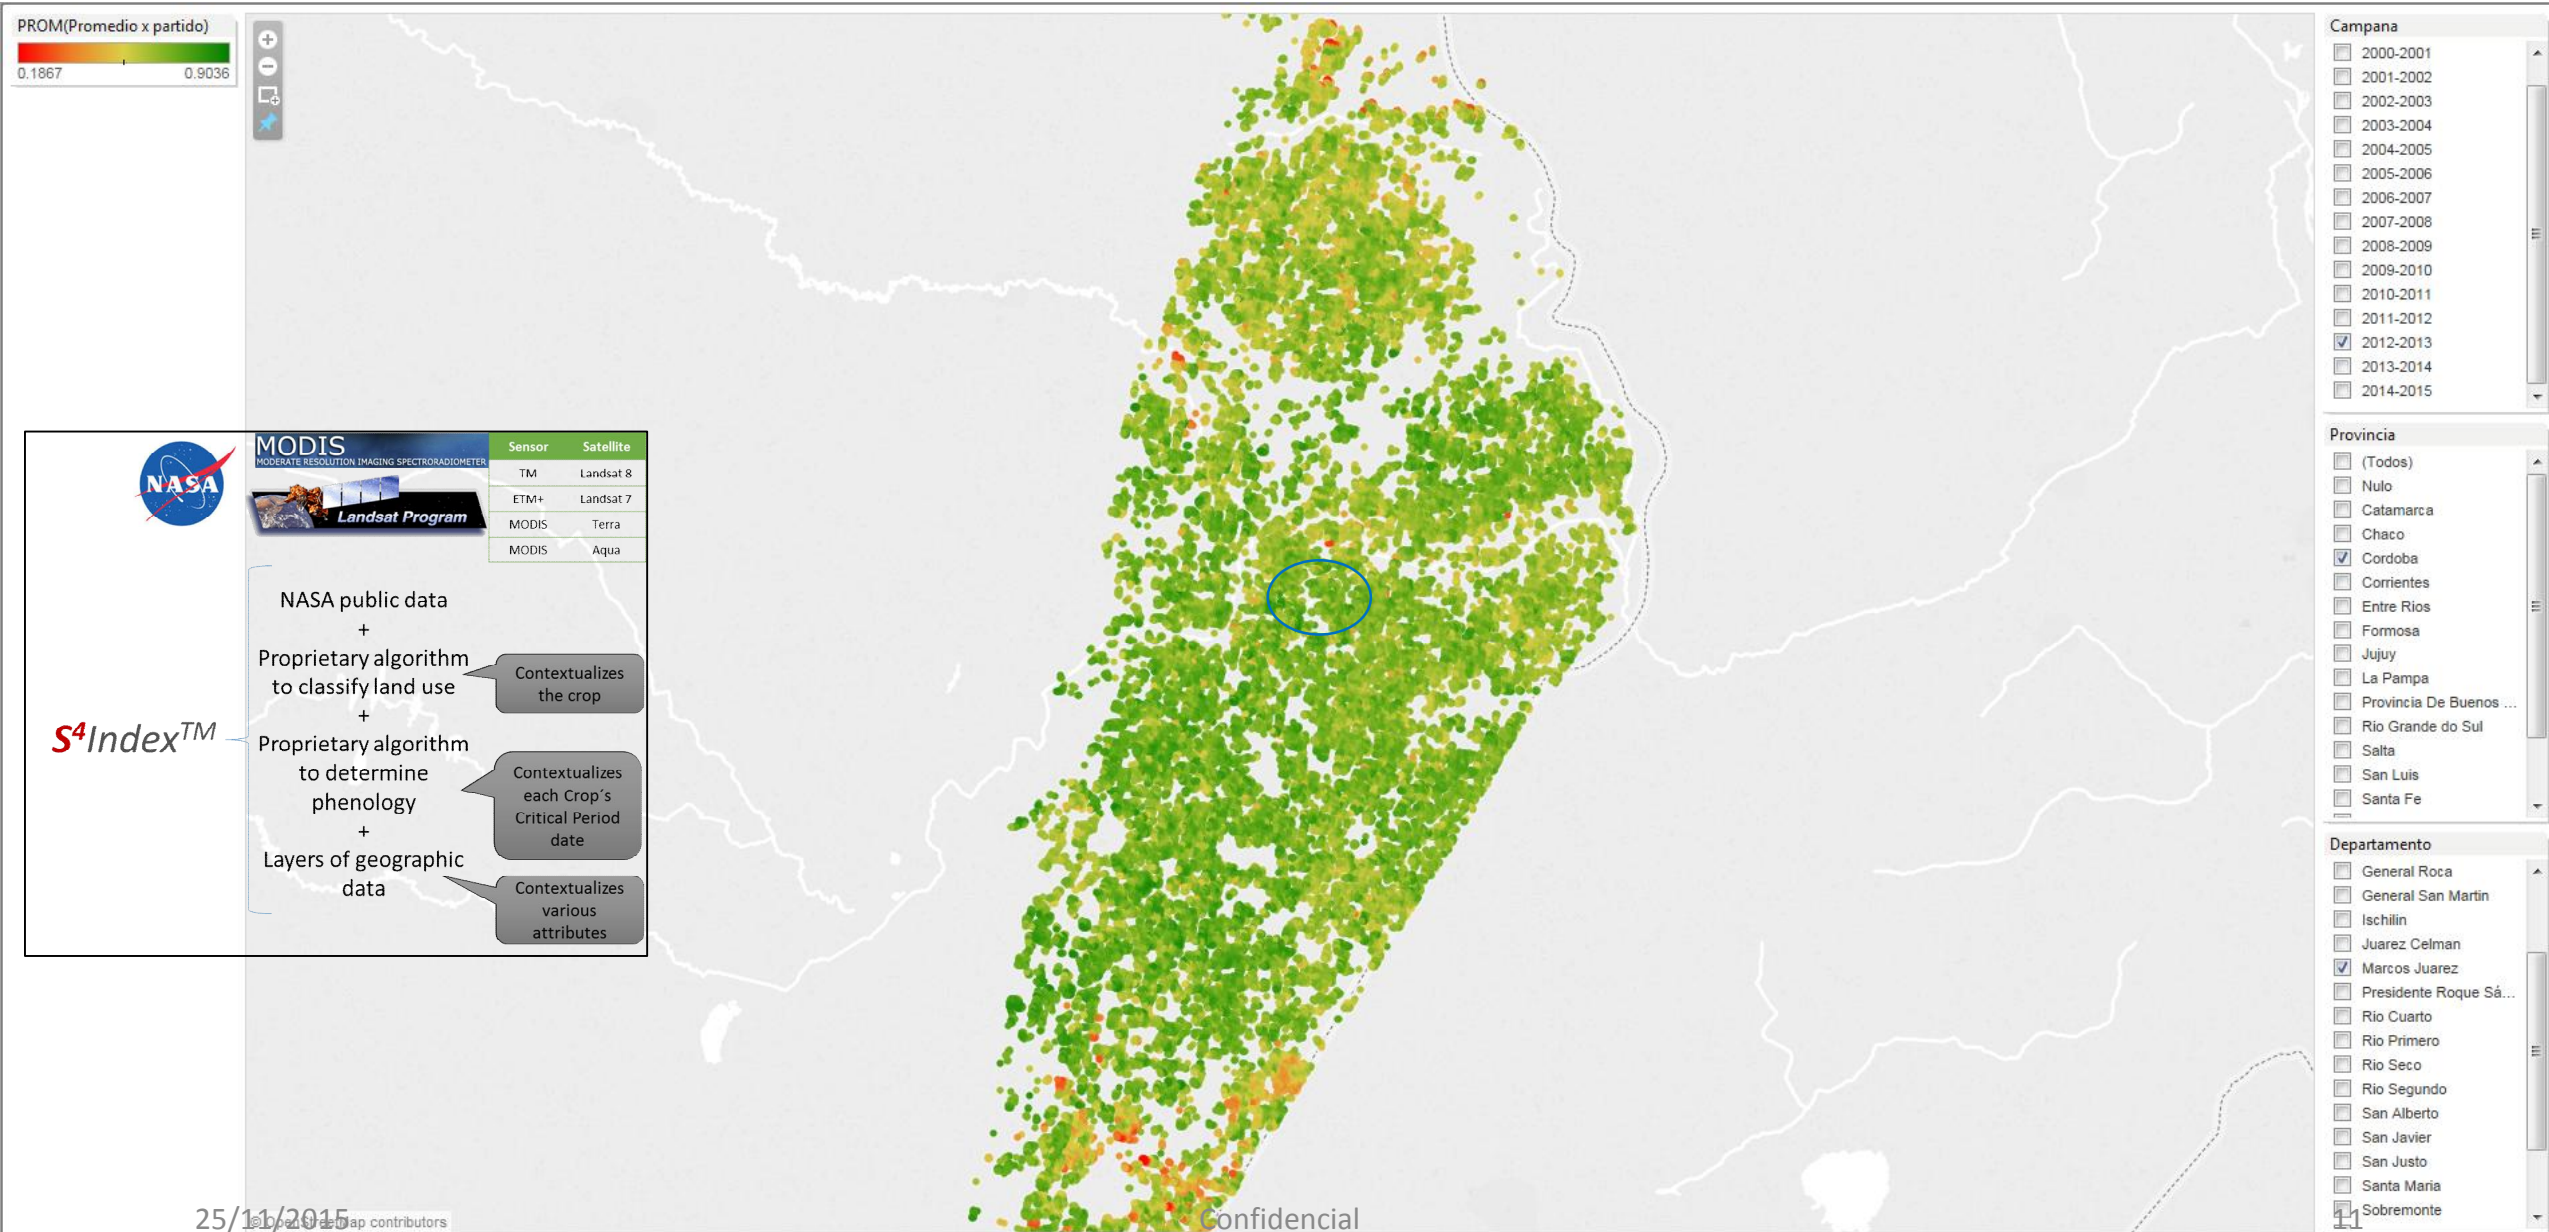 PROM(Promedio x partido)
0.1867 0.9036
NASA
MODIS
MODERATE RESOLUTION IMAGING SPECTRORADIOMETER
Landsat Program
Sensor Satellite
TM Landsat 8
ETM+ Landsat 7
MODIS Terra
MODIS Aqua
S4Index™
NASA public data
+
Proprietary algorithm
to classify land use
+
Proprietary algorithm
to determine
phenology
+
Layers of geographic
data
Contextualizes
the crop
Contextualizes
each Crop´s
Critical Period
date
Contextualizes
various
attributes
Campana
2000-2001
2001-2002
2002-2003
2003-2004
2004-2005
2005-2006
2006-2007
2007-2008
2008-2009
2009-2010
2010-2011
2011-2012
2012-2013
2013-2014
2014-2015
Provincia
(Todos)
Nulo
Catamarca
Chaco
Cordoba
Corrientes
Entre Rios
Formosa
Jujuy
La Pampa
Provincia De Buenos ...
Rio Grande do Sul
Salta
San Luis
Santa Fe
Departamento
General Roca
General San Martin
Ischilin
Juarez Celman
Marcos Juarez
Presidente Roque Sá...
Rio Cuarto
Rio Primero
Rio Seco
Rio Segundo
San Alberto
San Javier
San Justo
Santa Maria
Sobremonte
© OpenStreetMap contributors
25/11/2015
Confidencial
11